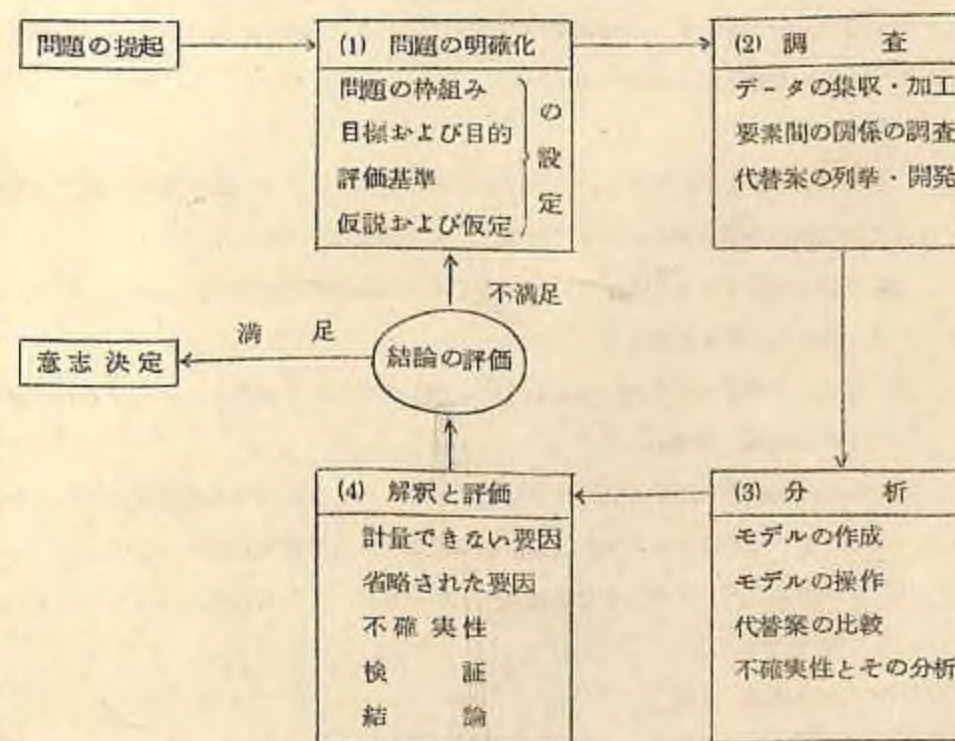 問題の提起
(1) 問題の明確化
問題の枠組み
目標および目的
評価基準
仮説および仮定
の設定
(2) 調査
データの集収・加工
要素間の関係の調査
代替案の列挙・開発
不満足
満足
意志決定
結論の評価
(4) 解釈と評価
計量できない要因
省略された要因
不確実性
検証
結論
(3) 分析
モデルの作成
モデルの操作
代替案の比較
不確実性とその分析